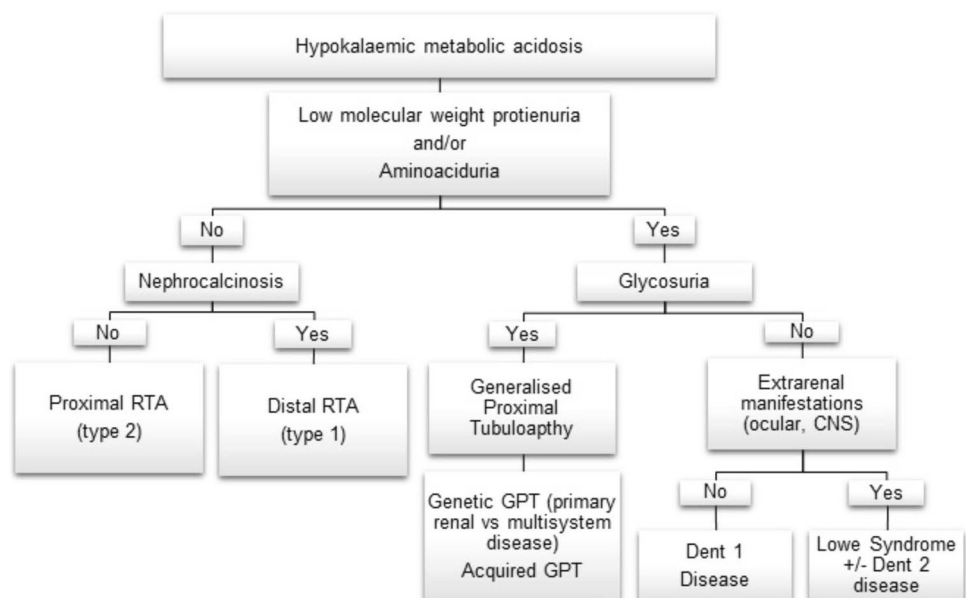 Hypokalaemic metabolic acidosis
Low molecular weight protienuria
and/or
Aminoaciduria
No
Yes
Nephrocalcinosis
Glycosuria
No
Yes
Yes
No
Proximal RTA
(type 2)
Distal RTA
(type 1)
Generalised
Proximal
Tubuloapthy
Extrarenal
manifestations
(ocular, CNS)
Genetic GPT (primary
renal vs multisystem
disease)
Acquired GPT
No
Yes
Dent 1
Disease
Lowe Syndrome
+/- Dent 2
disease